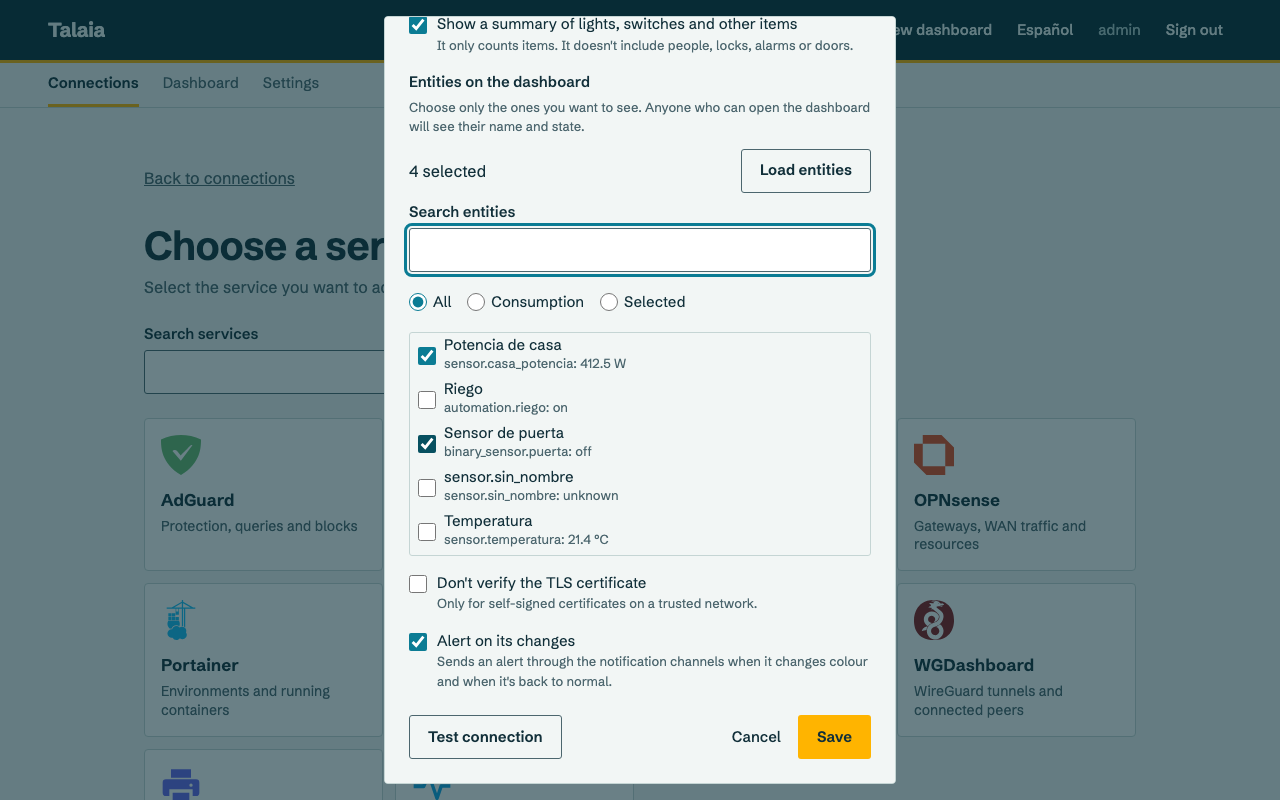 Talaia
ew dashboard
Español
admin
Sign out
Connections
Dashboard
Settings
Back to connections
Choose a ser
Select the service you want to ad
Search services
AdGuard
Protection, queries and blocks
OPNsense
Gateways, WAN traffic and
resources
Portainer
Environments and running
containers
WGDashboard
WireGuard tunnels and
connected peers
Show a summary of lights, switches and other items
It only counts items. It doesn't include people, locks, alarms or doors.
Entities on the dashboard
Choose only the ones you want to see. Anyone who can open the dashboard
will see their name and state.
4 selected
Load entities
Search entities
All
Consumption
Selected
Potencia de casa
sensor.casa_potencia: 412.5 W
Riego
automation.riego: on
Sensor de puerta
binary_sensor.puerta: off
sensor.sin_nombre
sensor.sin_nombre: unknown
Temperatura
sensor.temperatura: 21.4 °C
Don't verify the TLS certificate
Only for self-signed certificates on a trusted network.
Alert on its changes
Sends an alert through the notification channels when it changes colour
and when it's back to normal.
Test connection
Cancel
Save